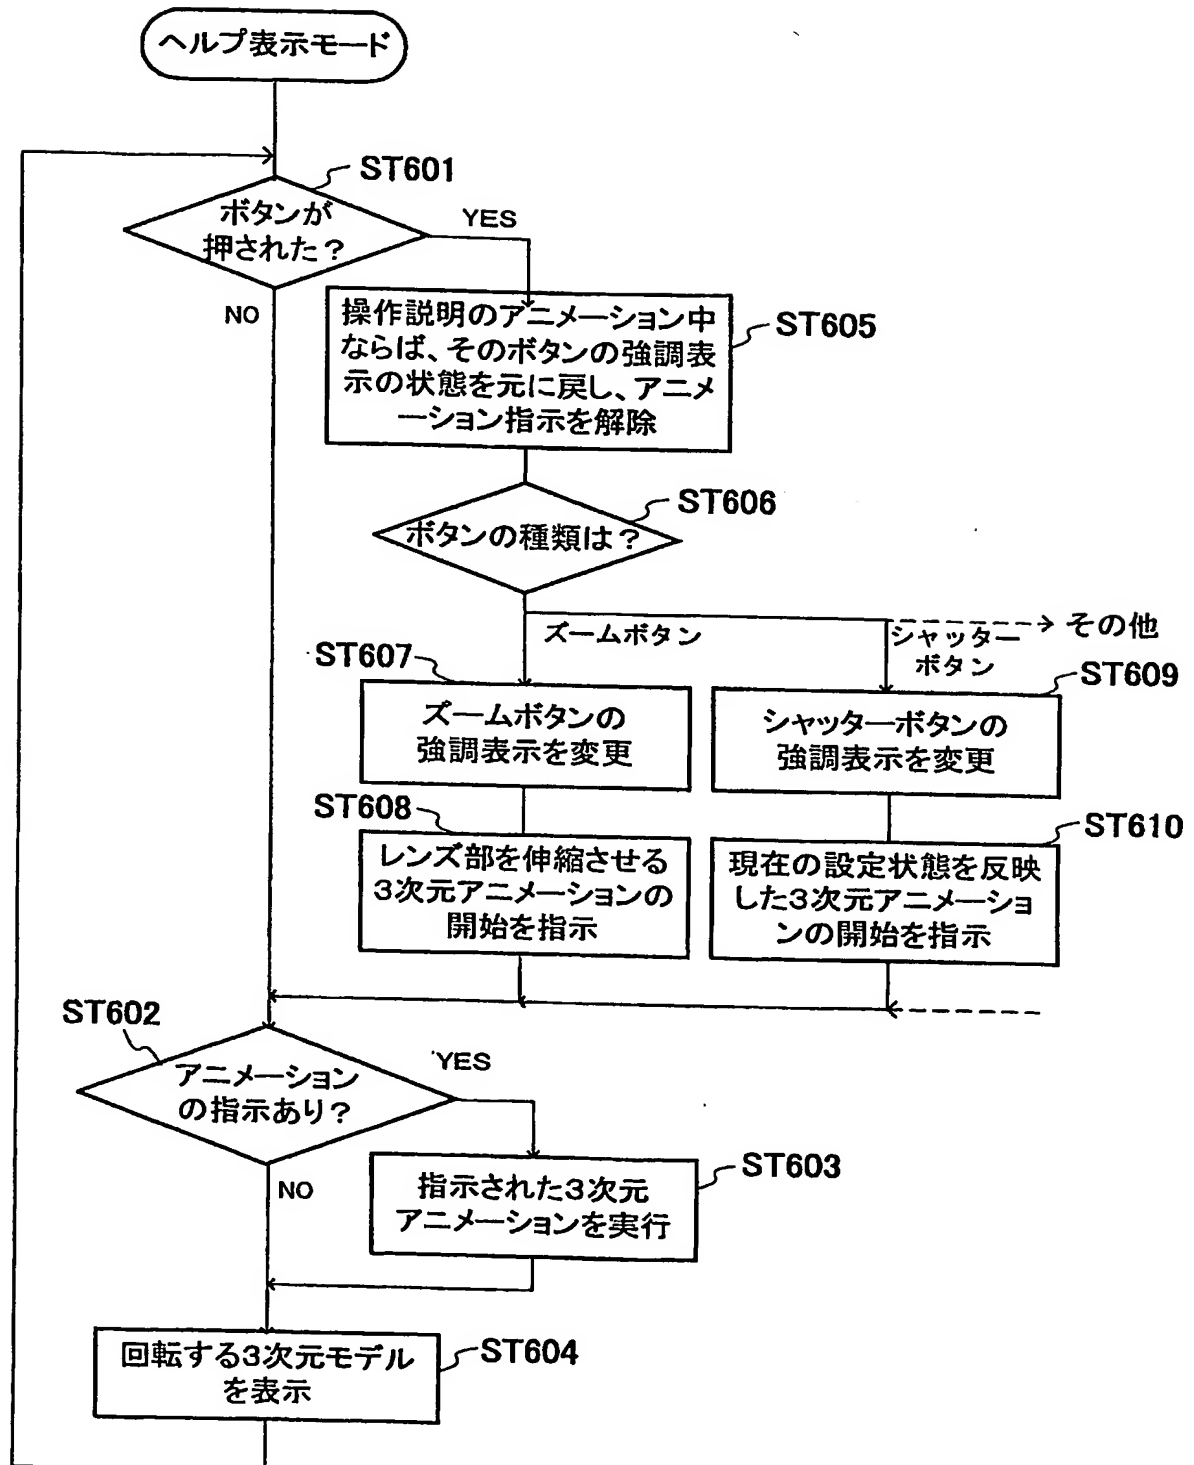 ヘルプ表示モード
ST601
ボタンが
押された?
YES
NO
操作説明のアニメーション中
ならば、そのボタンの強調表
示の状態を元に戻し、アニメ
ーション指示を解除
ST605
ST606
ボタンの種類は?
ズームボタン
シャッター
ボタン
その他
ST607
ズームボタンの
強調表示を変更
ST609
シャッターボタンの
強調表示を変更
ST608
レンズ部を伸縮させる
3次元アニメーションの
開始を指示
ST610
現在の設定状態を反映
した3次元アニメーショ
ンの開始を指示
ST602
アニメーション
の指示あり?
YES
NO
ST603
指示された3次元
アニメーションを実行
回転する3次元モデル
を表示
ST604